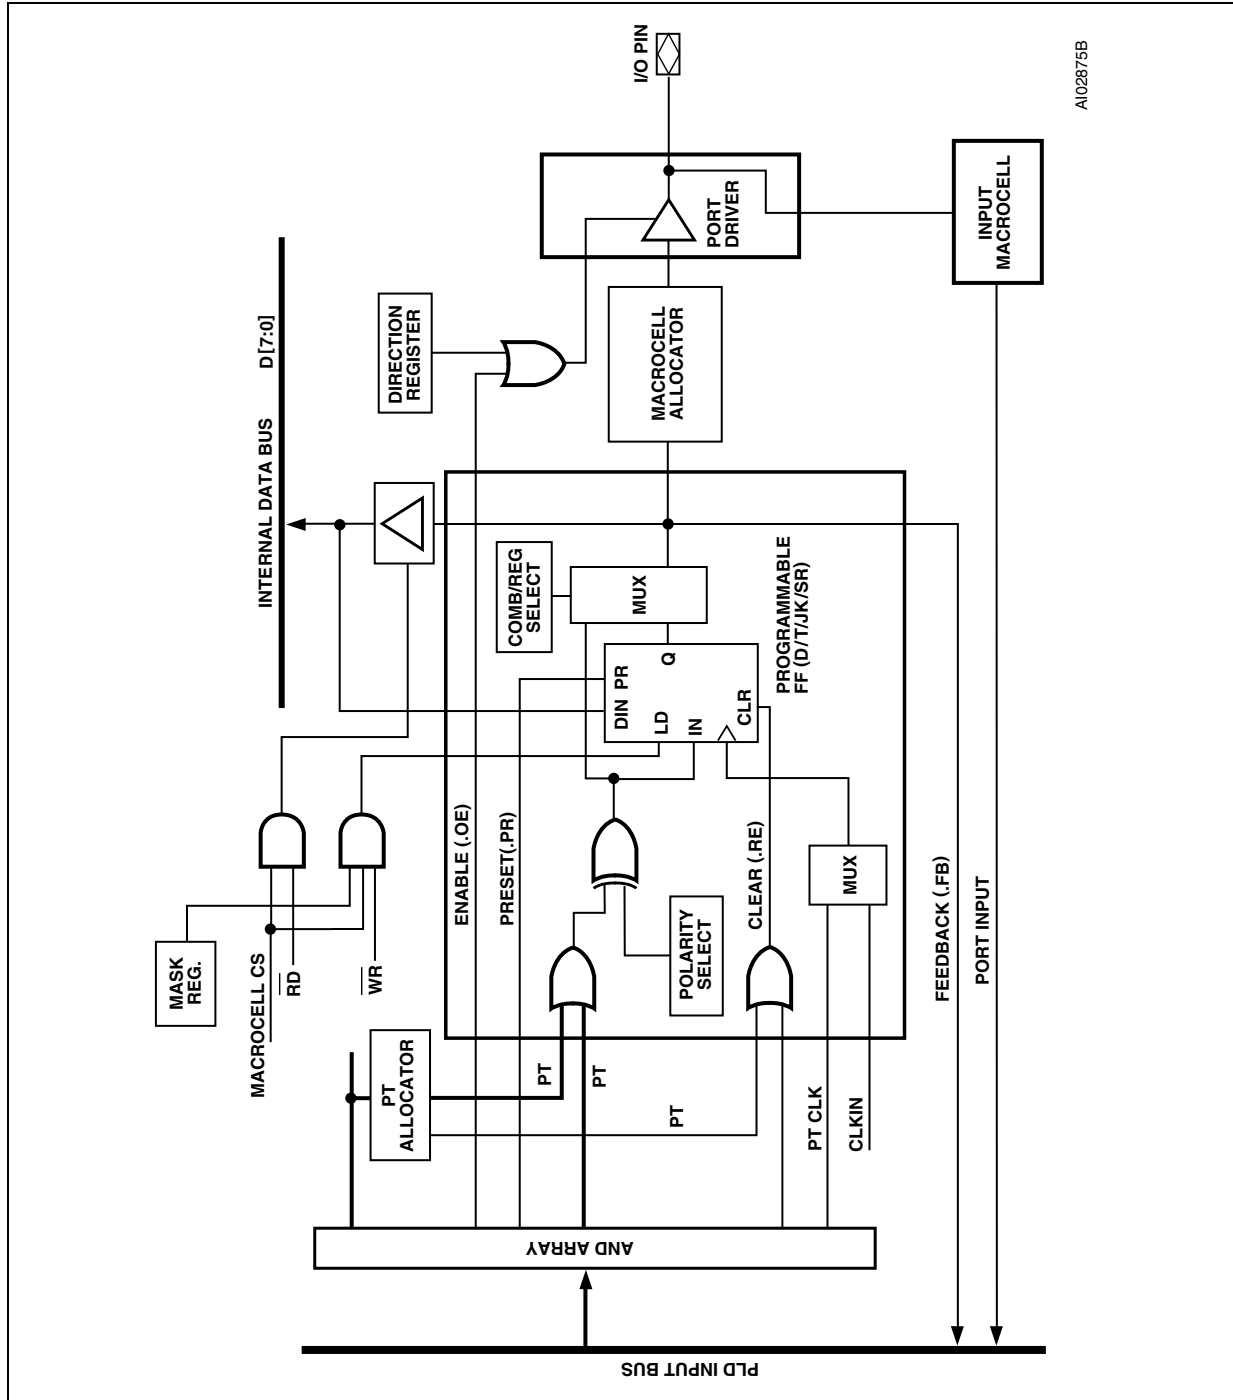 I/O PIN
AI02875B
PORT
DRIVER
INPUT
MACROCELL
INTERNAL DATA BUS D[7:0]
DIRECTION
REGISTER
MACROCELL
ALLOCATOR
COMB/REG
SELECT
MUX
PROGRAMMABLE
FF (D/T/JK/SR)
DIN PR
LD
Q
IN
CLR
ENABLE (.OE)
PRESET(.PR)
CLEAR (.RE)
MUX
POLARITY
SELECT
FEEDBACK (.FB)
PORT INPUT
MASK
REG.
MACROCELL CS
RD
WR
PT
ALLOCATOR
PT
PT
PT
PT CLK
CLKIN
AND ARRAY
PLD INPUT BUS